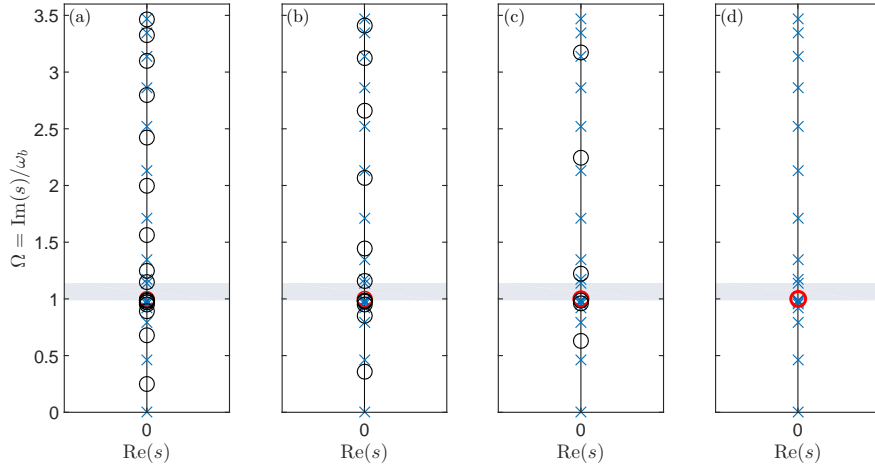 (a) (b) (c) (d)
3.5
3
2.5
2
1.5
1
0.5
0
Ω = Im(s)/ω_b
0 0 0 0
Re(s) Re(s) Re(s) Re(s)